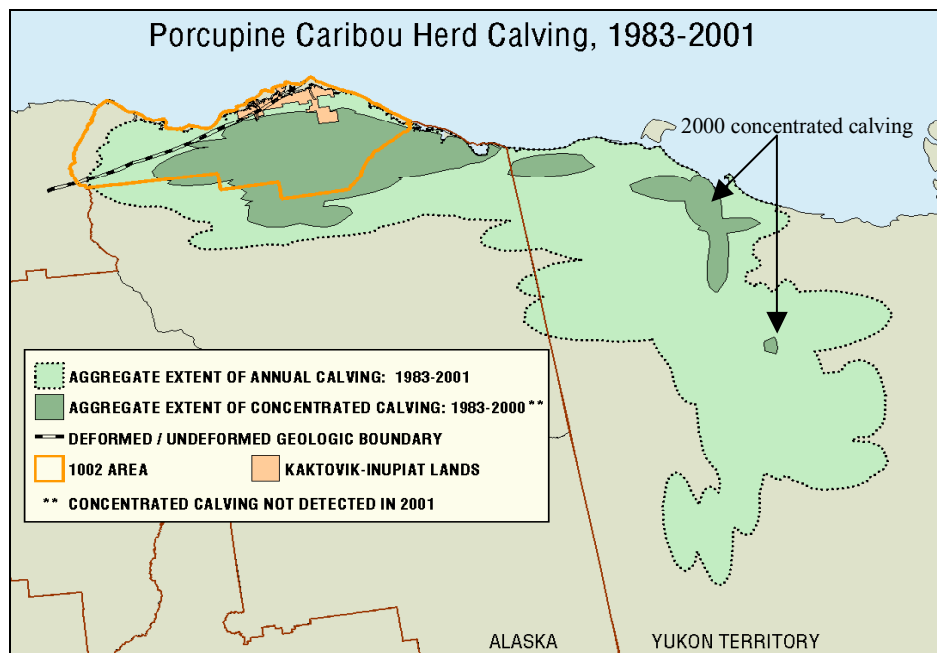 Porcupine Caribou Herd Calving, 1983-2001
2000 concentrated calving
AGGREGATE EXTENT OF ANNUAL CALVING: 1983-2001
AGGREGATE EXTENT OF CONCENTRATED CALVING: 1983-2000**
DEFORMED / UNDEFORMED GEOLOGIC BOUNDARY
1002 AREA
KAKTOVIK-INUPIAT LANDS
** CONCENTRATED CALVING NOT DETECTED IN 2001
ALASKA
YUKON TERRITORY